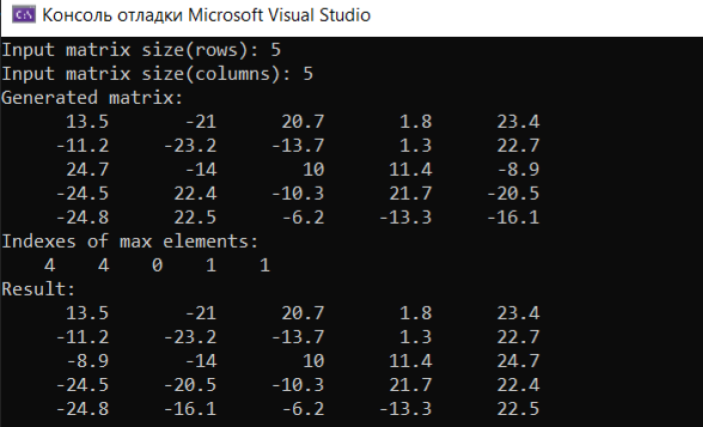 Консоль отладки Microsoft Visual Studio
Input matrix size(rows): 5
Input matrix size(columns): 5
Generated matrix:
13.5 -21 20.7 1.8 23.4
-11.2 -23.2 -13.7 1.3 22.7
24.7 -14 10 11.4 -8.9
-24.5 22.4 -10.3 21.7 -20.5
-24.8 22.5 -6.2 -13.3 -16.1
Indexes of max elements:
4 4 0 1 1
Result:
13.5 -21 20.7 1.8 23.4
-11.2 -23.2 -13.7 1.3 22.7
-8.9 -14 10 11.4 24.7
-24.5 -20.5 -10.3 21.7 22.4
-24.8 -16.1 -6.2 -13.3 22.5